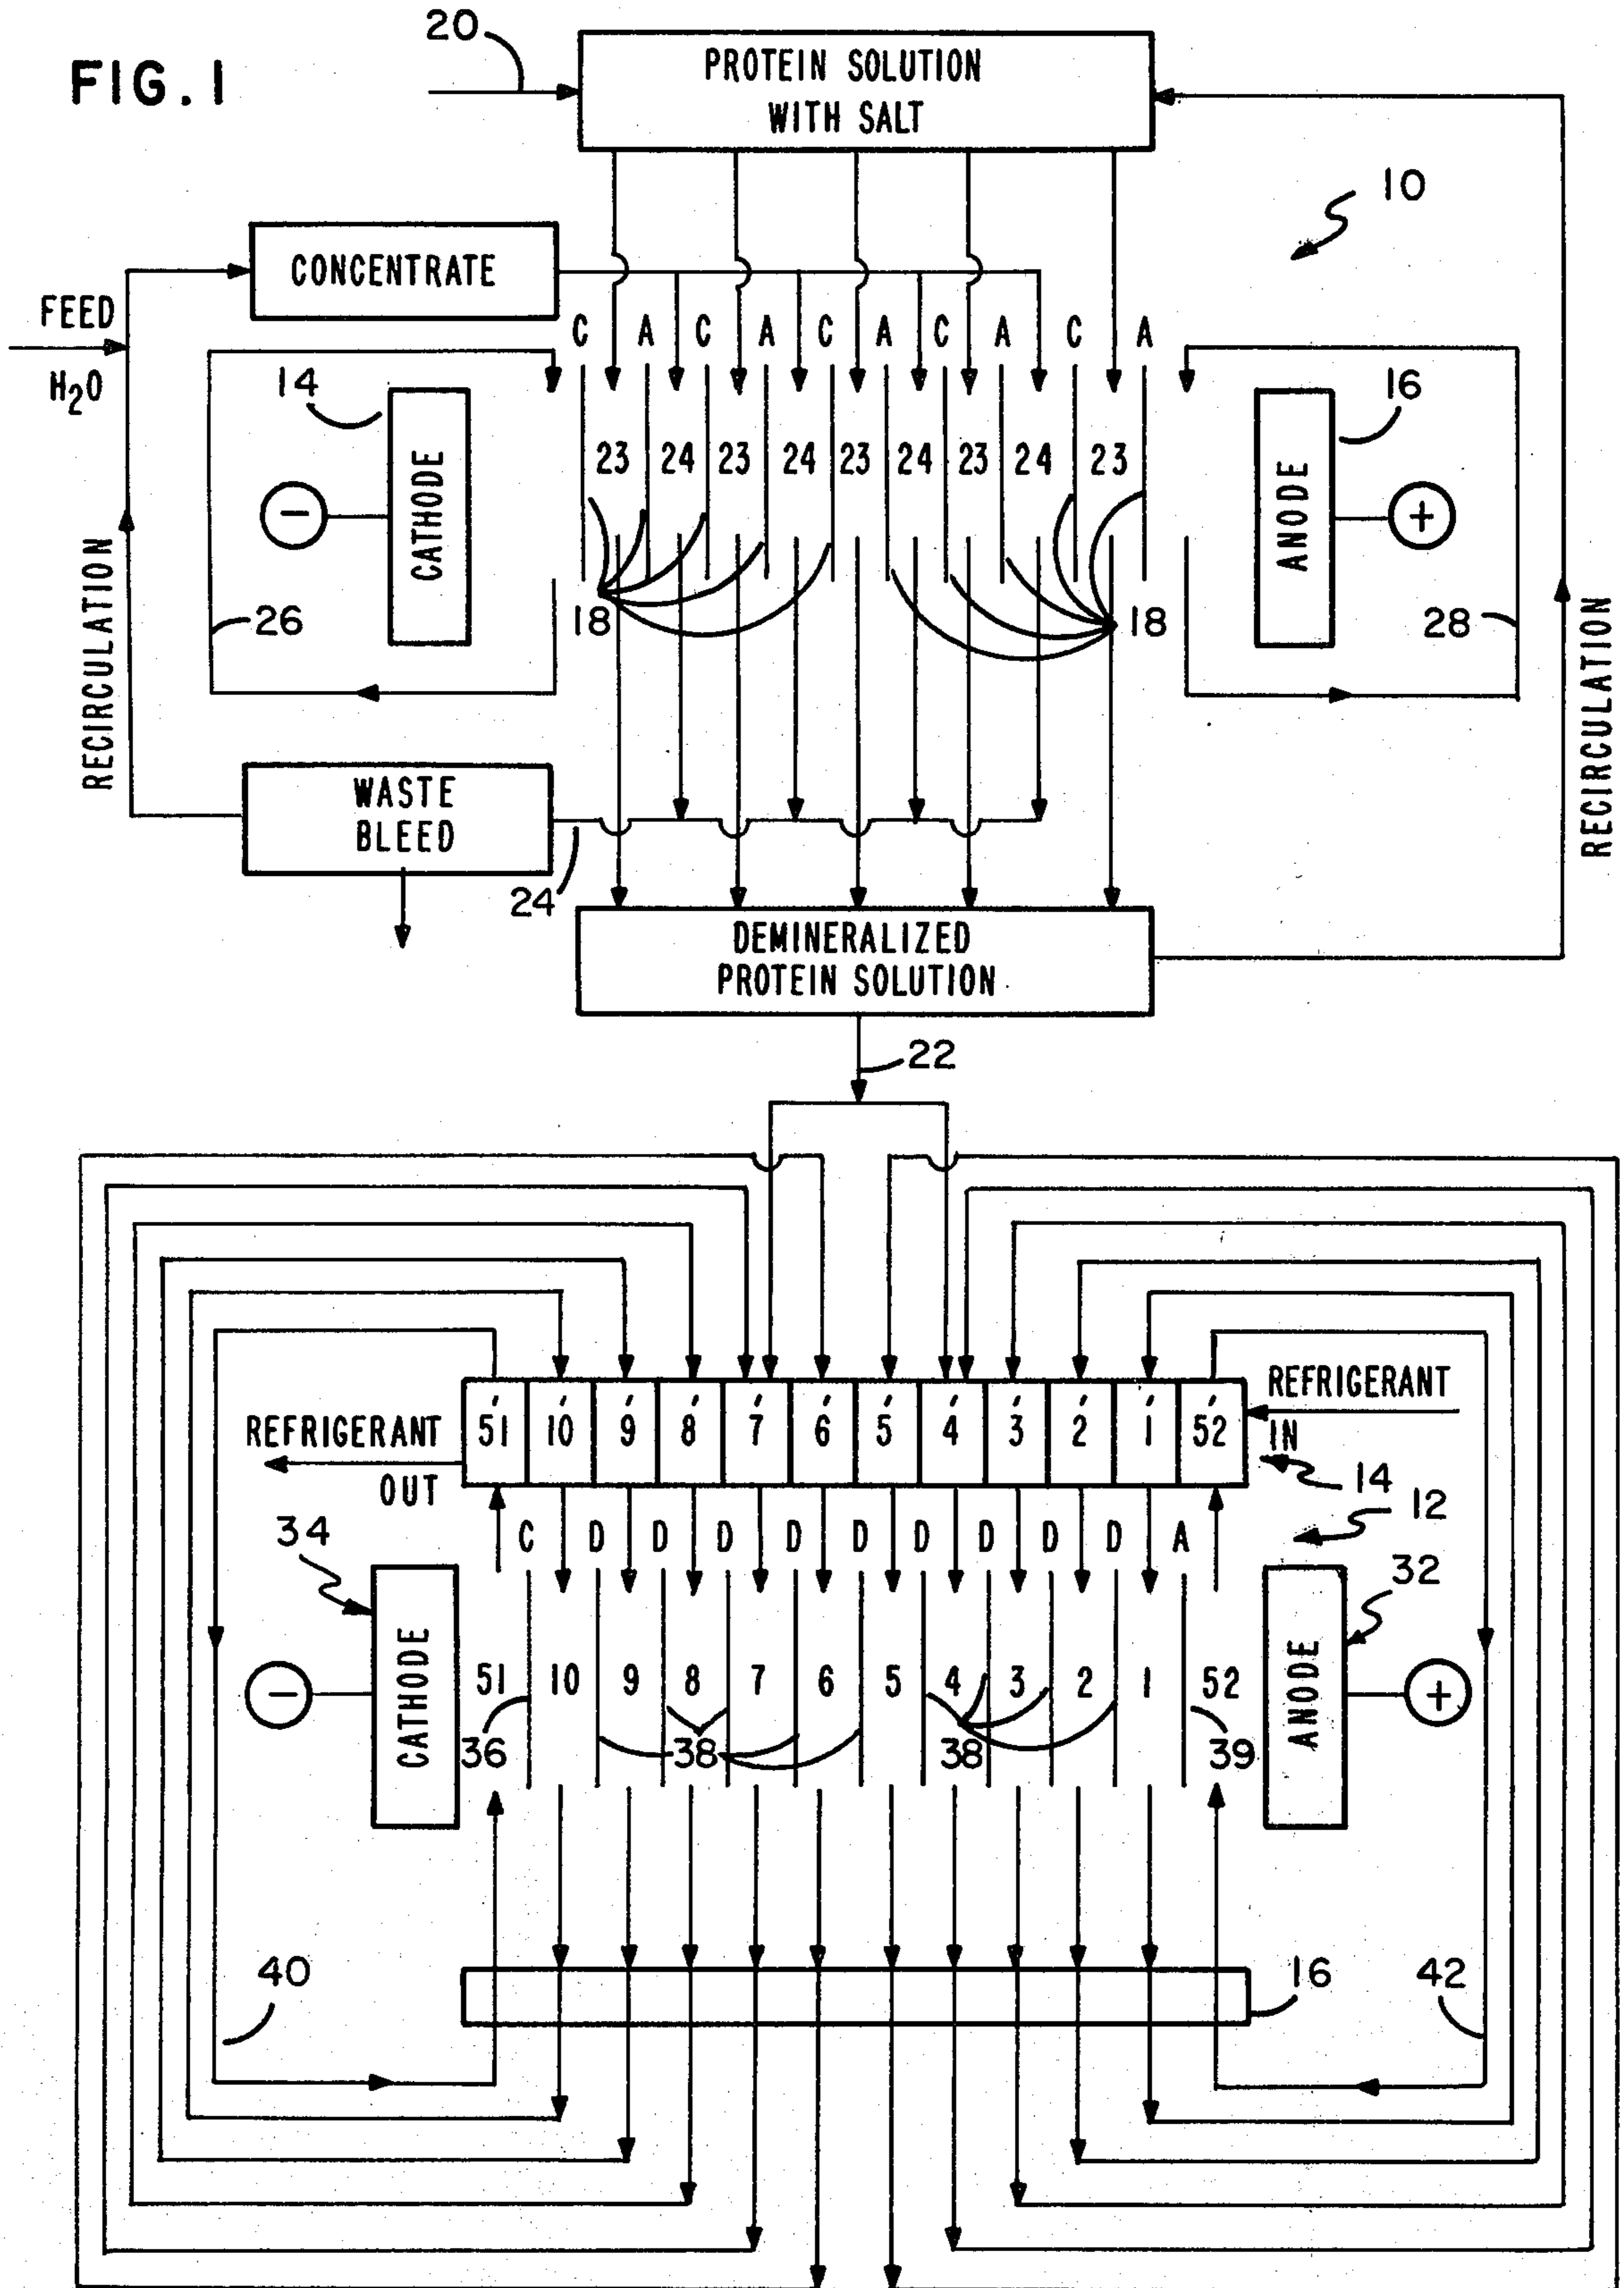 FIG. 1
20
PROTEIN SOLUTION
WITH SALT
10
CONCENTRATE
FEED
H2O
C A C A C A C A C A
14
16
CATHODE
23 24 23 24 23 24 23 24 23
ANODE
−
+
RECIRCULATION
26
18
18
28
RECIRCULATION
WASTE
BLEED
24
DEMINERALIZED
PROTEIN SOLUTION
22
REFRIGERANT
OUT
51' 10' 9' 8' 7' 6' 5' 4' 3' 2' 1' 52'
REFRIGERANT
IN
14
12
C D D D D D D D D D A
34
32
CATHODE
−
51 10 9 8 7 6 5 4 3 2 1 52
ANODE
+
36
38
38
39
40
16
42